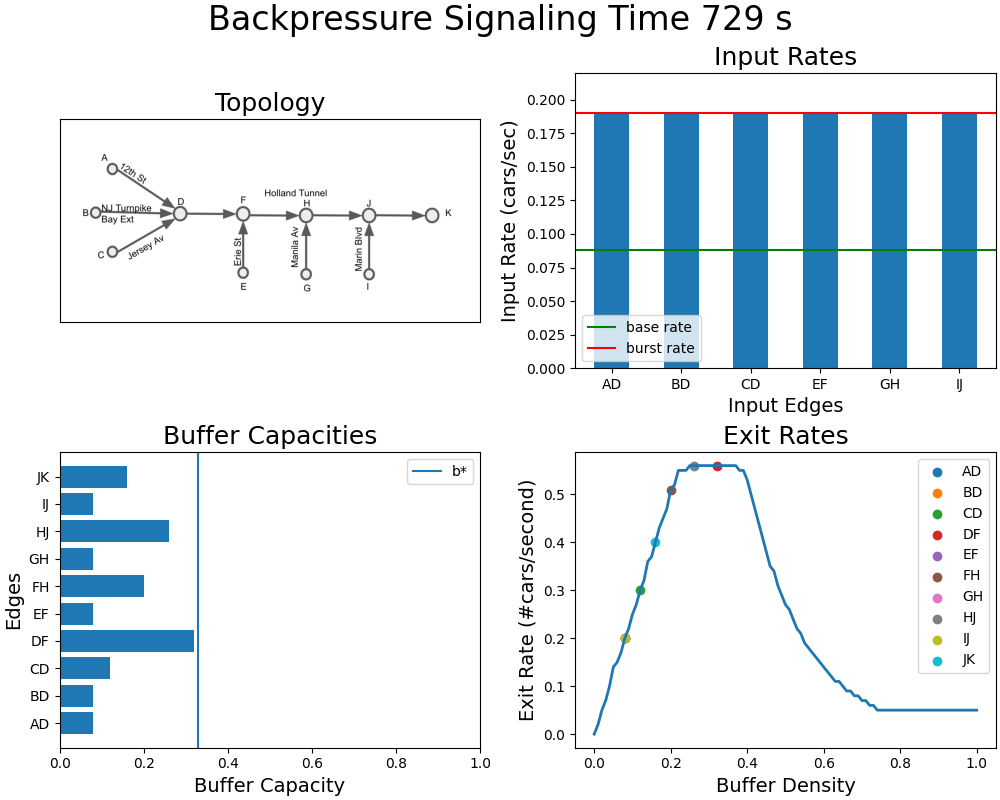 Backpressure Signaling Time 729 s
Topology
A
12th St
B
NJ Turnpike
Bay Ext
C
Jersey Av
D
F
Holland Tunnel
H
J
K
Erie St
Manila Av
Marin Blvd
E
G
I
Input Rates
Input Rate (cars/sec)
0.200
0.175
0.150
0.125
0.100
0.075
0.050
0.025
0.000
base rate
burst rate
AD BD CD EF GH IJ
Input Edges
Buffer Capacities
Edges
JK
IJ
HJ
GH
FH
EF
DF
CD
BD
AD
b*
0.0 0.2 0.4 0.6 0.8 1.0
Buffer Capacity
Exit Rates
Exit Rate (#cars/second)
0.5
0.4
0.3
0.2
0.1
0.0
AD
BD
CD
DF
EF
FH
GH
HJ
IJ
JK
0.0 0.2 0.4 0.6 0.8 1.0
Buffer Density